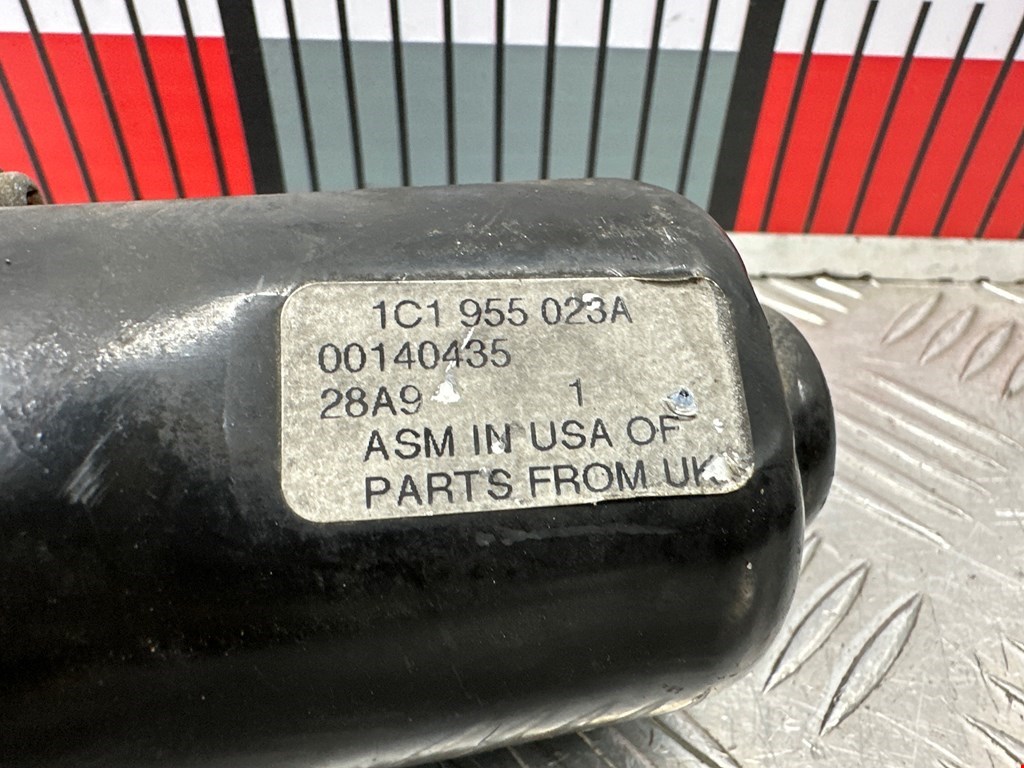 1C1 955 023A
00140435
28A9 1
ASM IN USA OF
PARTS FROM UK